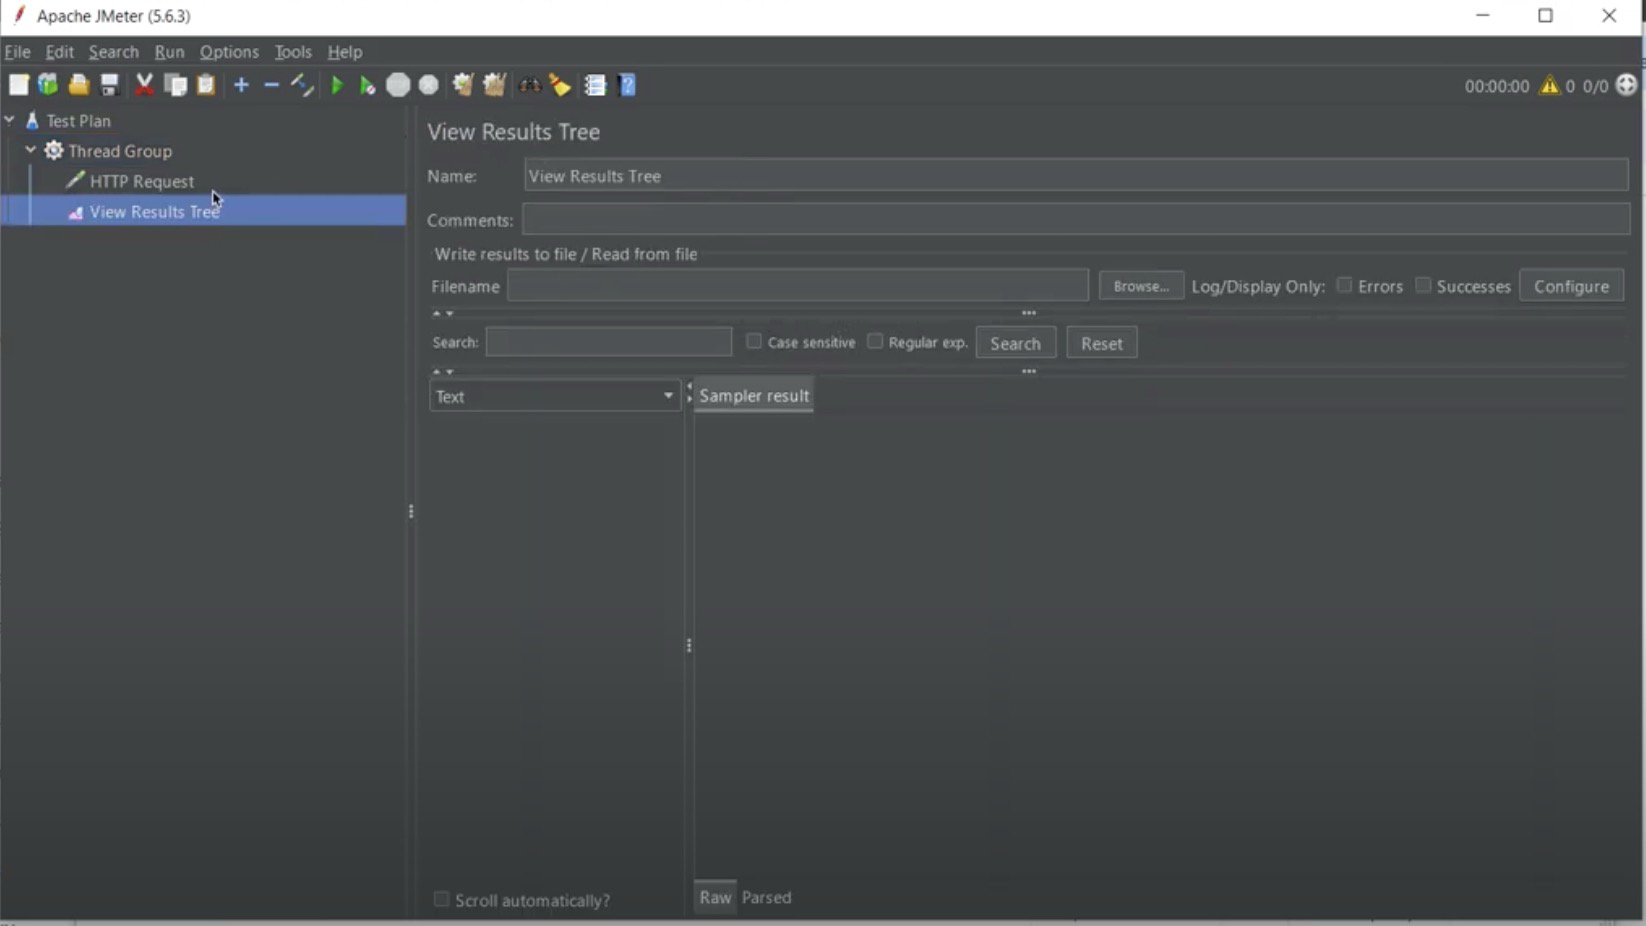 Apache JMeter (5.6.3)
File Edit Search Run Options Tools Help
00:00:00 0 0/0
Test Plan
Thread Group
HTTP Request
View Results Tree
View Results Tree
Name: View Results Tree
Comments:
Write results to file / Read from file
Filename Browse... Log/Display Only: Errors Successes Configure
Search: Case sensitive Regular exp. Search Reset
Text Sampler result
Scroll automatically? Raw Parsed